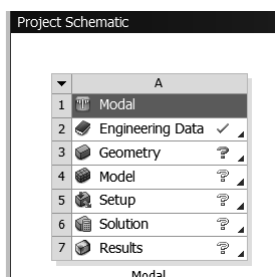 Project Schematic
A
1 Modal
2 Engineering Data
3 Geometry
4 Model
5 Setup
6 Solution
7 Results
Modal